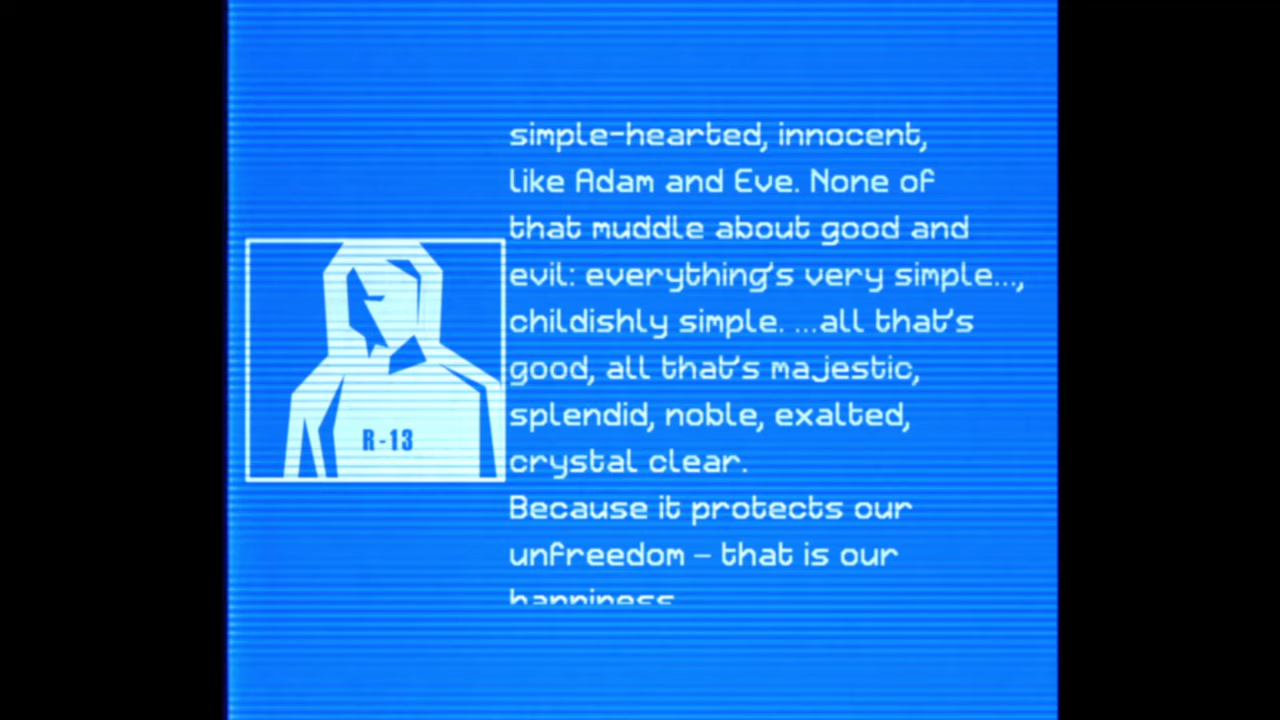 simple-hearted, innocent,
like Adam and Eve. None of
that muddle about good and
evil: everything's very simple...,
childishly simple. ...all that's
good, all that's majestic,
splendid, noble, exalted,
crystal clear.
Because it protects our
unfreedom – that is our
happiness
R-13